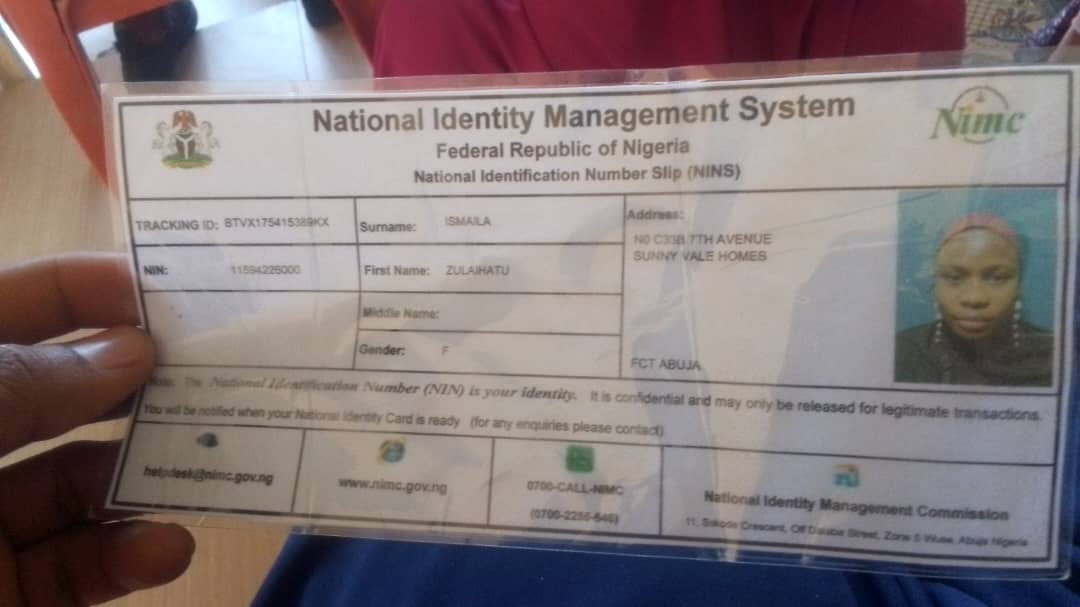 National Identity Management System
Federal Republic of Nigeria
National Identification Number Slip (NINS)
Nimc
TRACKING ID: BTVX175415389KX
Surname: ISMAILA
Address:
N0 C33B 7TH AVENUE
SUNNY VALE HOMES
FCT ABUJA
NIN: 11594226000
First Name: ZULAIHATU
Middle Name:
Gender: F
Note: The National Identification Number (NIN) is your identity. It is confidential and may only be released for legitimate transactions.
You will be notified when your National Identity Card is ready (for any enquiries please contact)
helpdesk@nimc.gov.ng
www.nimc.gov.ng
0700-CALL-NIMC
(0700-2255-646)
National Identity Management Commission
11, Sokode Crescent, Off Dalaba Street, Zone 5 Wuse, Abuja Nigeria